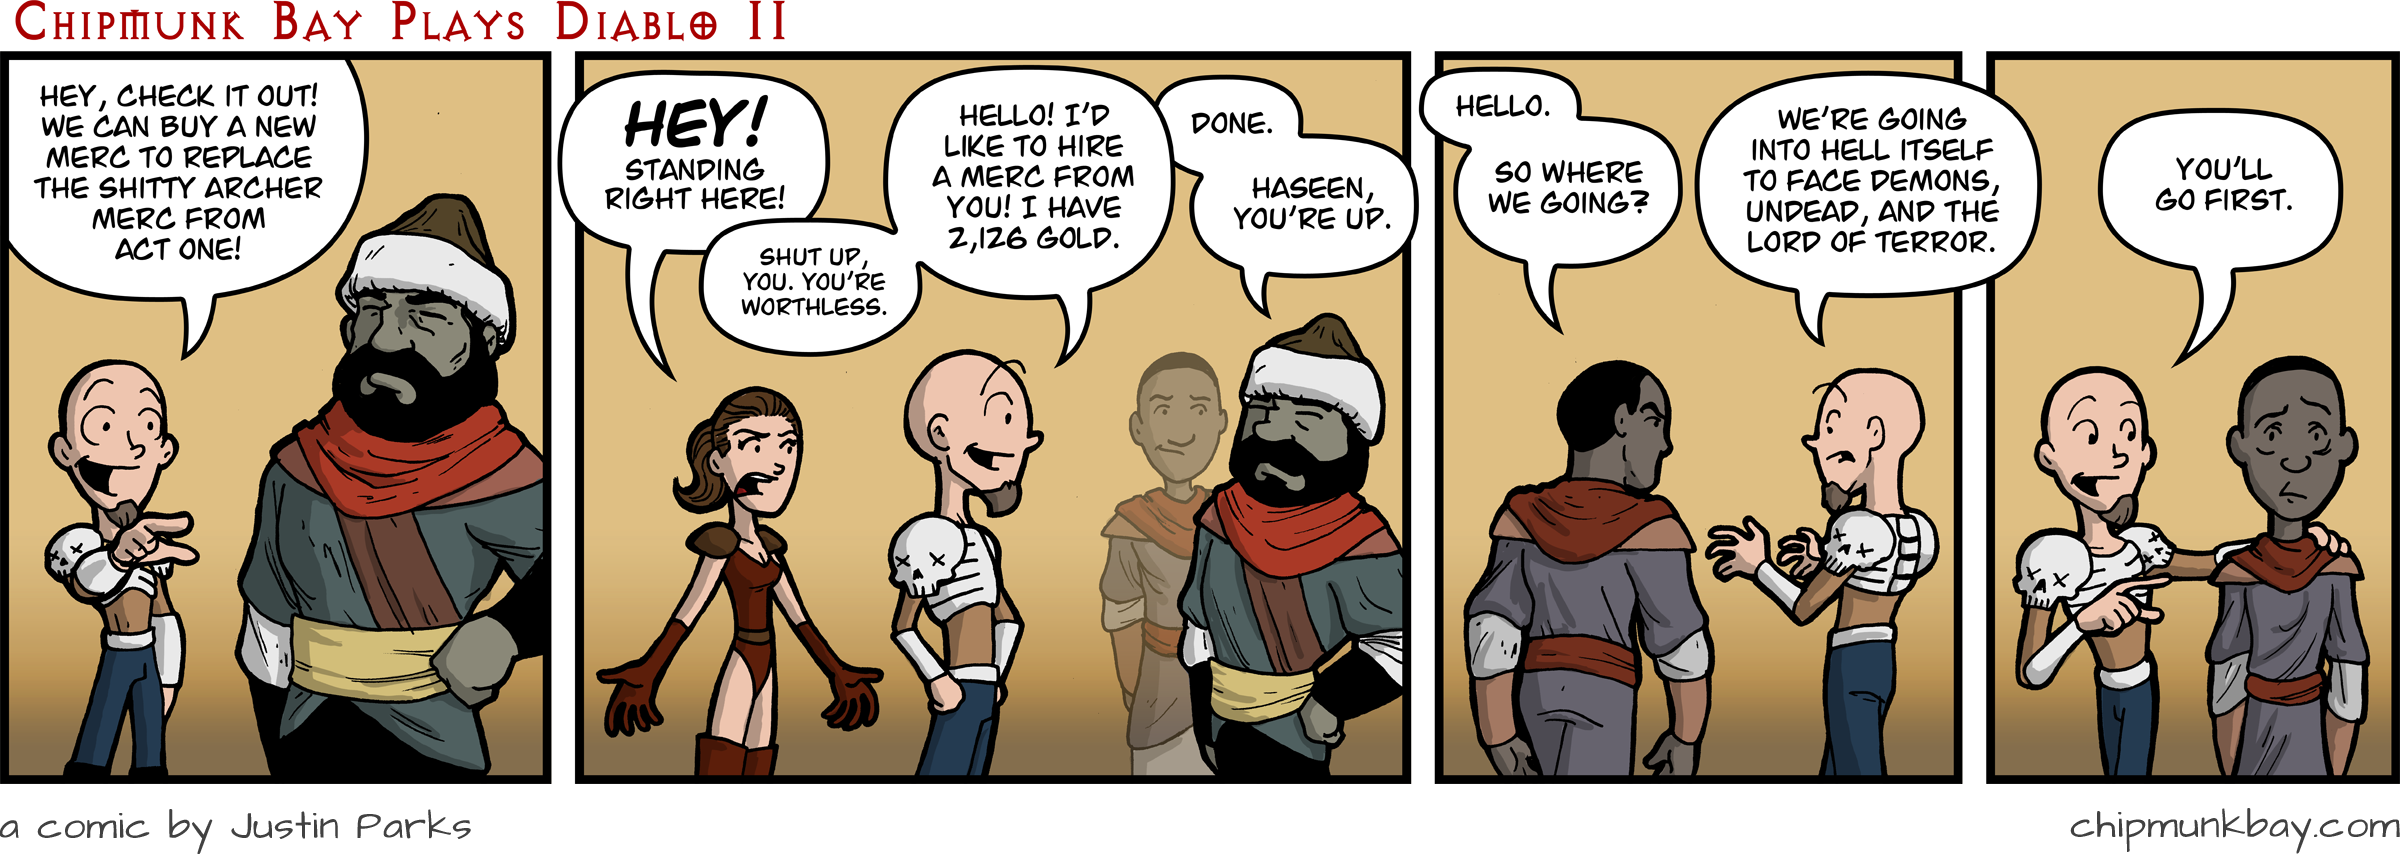 Chipmunk Bay Plays Diablo II
HEY, CHECK IT OUT!
WE CAN BUY A NEW
MERC TO REPLACE
THE SHITTY ARCHER
MERC FROM
ACT ONE!
HEY!
STANDING
RIGHT HERE!
SHUT UP,
YOU. YOU'RE
WORTHLESS.
HELLO! I'D
LIKE TO HIRE
A MERC FROM
YOU! I HAVE
2,126 GOLD.
DONE.
HASEEN,
YOU'RE UP.
HELLO.
SO WHERE
WE GOING?
WE'RE GOING
INTO HELL ITSELF
TO FACE DEMONS,
UNDEAD, AND THE
LORD OF TERROR.
YOU'LL
GO FIRST.
a comic by Justin Parks
chipmunkbay.com